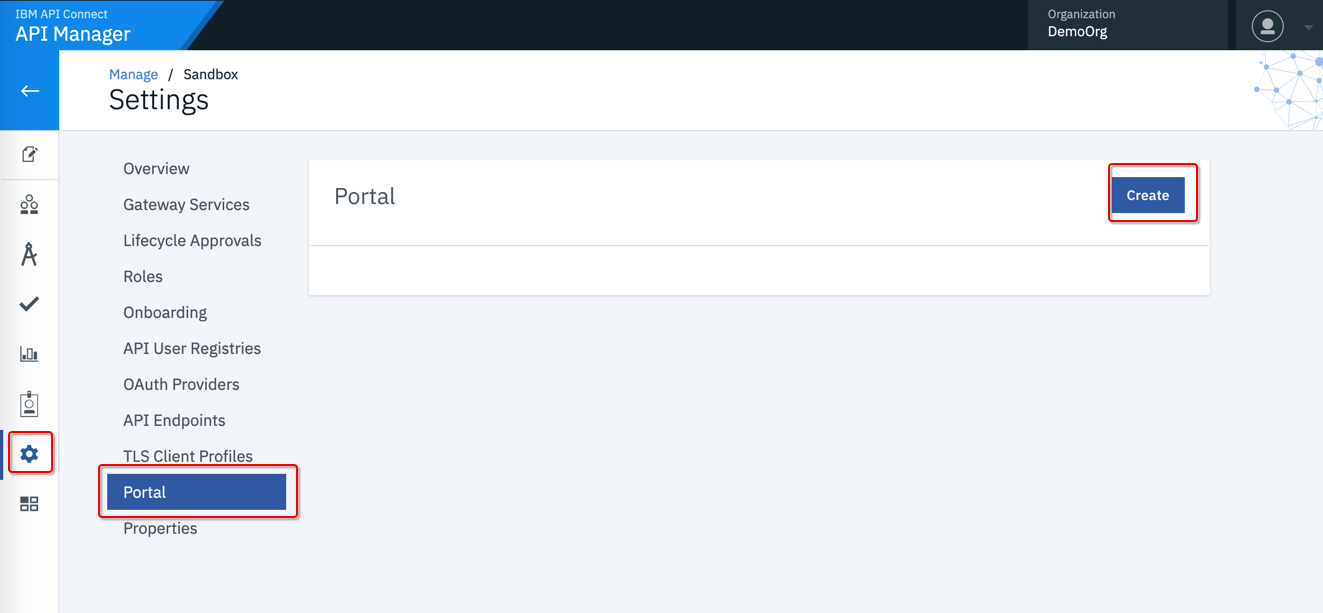 IBM API Connect
API Manager
Organization
DemoOrg
Manage / Sandbox
Settings
Overview
Gateway Services
Lifecycle Approvals
Roles
Onboarding
API User Registries
OAuth Providers
API Endpoints
TLS Client Profiles
Portal
Properties
Portal
Create